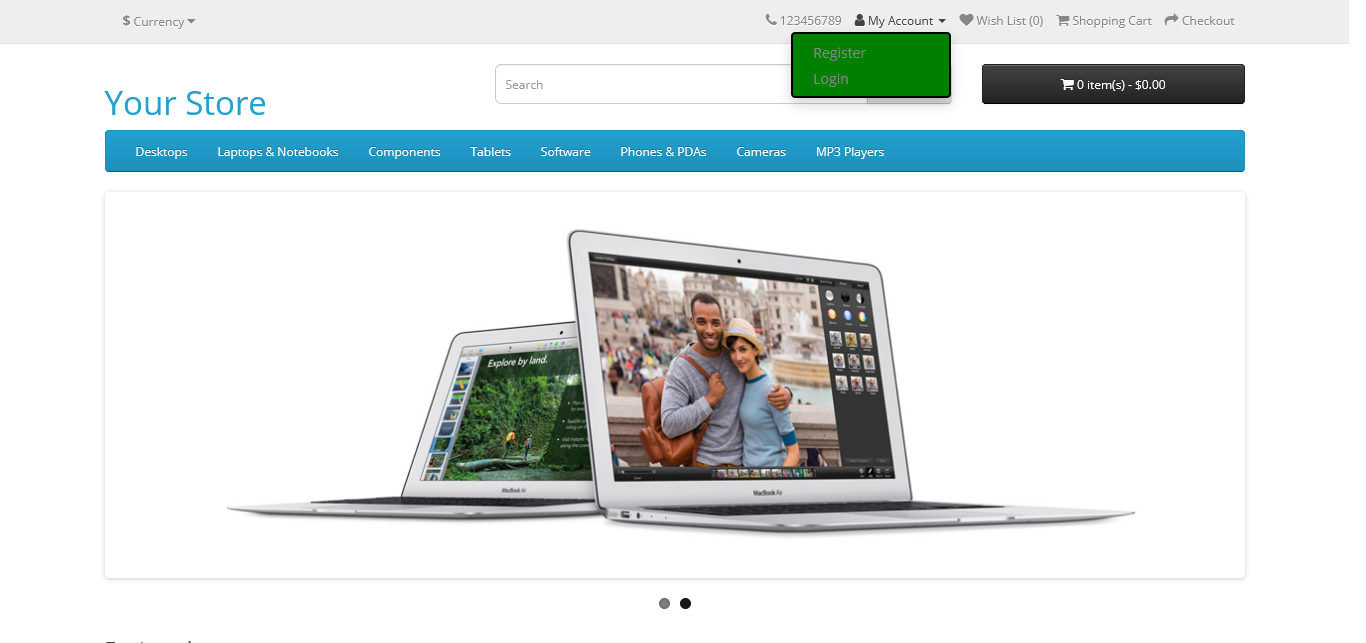 $ Currency
123456789 My Account Wish List (0) Shopping Cart Checkout
Register
Login
Search
0 item(s) - $0.00
Your Store
Desktops Laptops & Notebooks Components Tablets Software Phones & PDAs Cameras MP3 Players
Explore by land.
MacBook Air
MacBook Air